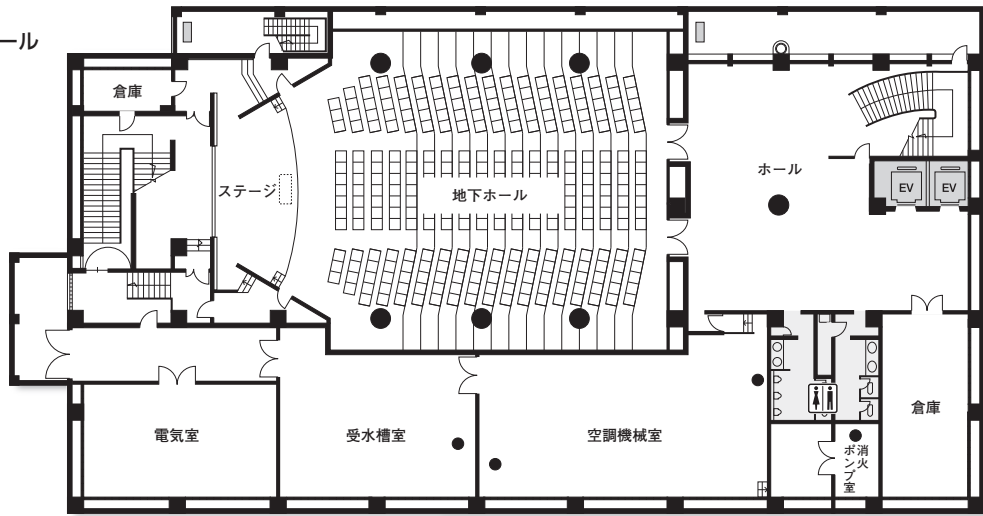 ール
倉庫
ステージ
地下ホール
ホール
EV
EV
電気室
受水槽室
空調機械室
消火
ポンプ室
倉庫